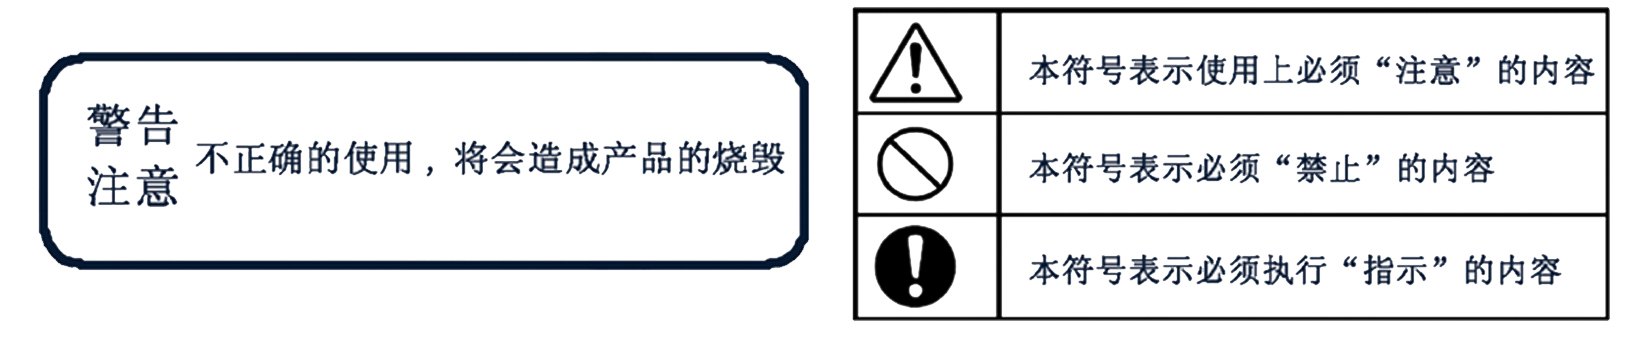 警告
注意
不正确的使用，将会造成产品的烧毁
本符号表示使用上必须“注意”的内容
本符号表示必须“禁止”的内容
本符号表示必须执行“指示”的内容